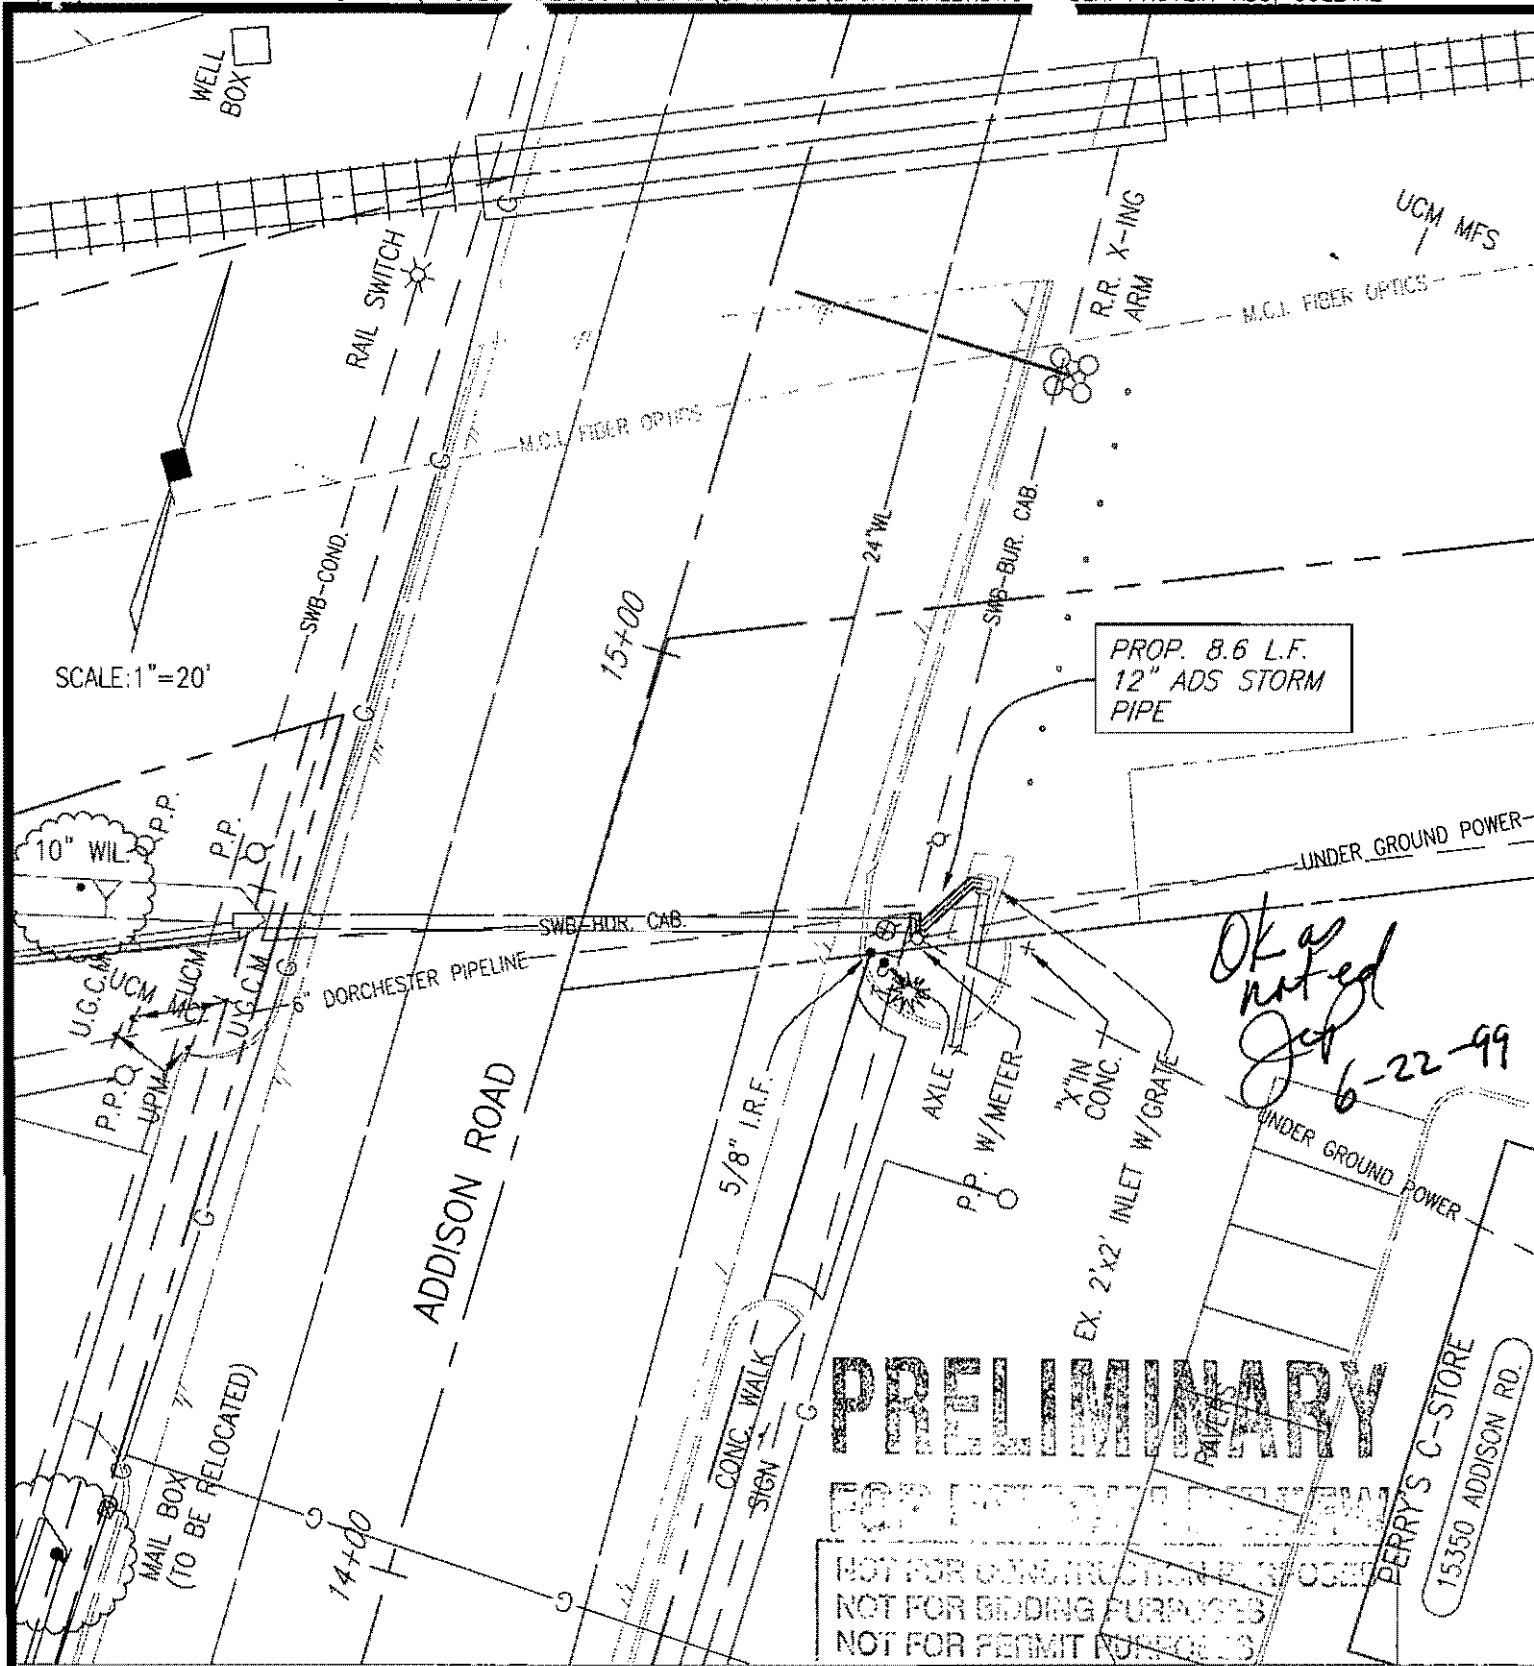 WELL
BOX
RAIL SWITCH
R.R. X-ING
ARM
UCM MFS
M.C.I. FIBER OPTICS
M.C.I. FIBER OPTICS
SWB-COND.
24"WL
SWB-BUR. CAB.
15+00
SCALE:1"=20'
PROP. 8.6 L.F.
12" ADS STORM
PIPE
10" WIL.
P.P.
P.P.
UNDER GROUND POWER
SWB-BUR. CAB.
6" DORCHESTER PIPELINE
U.G.C.M
UCM MCI
UCM
U.G.C.M
P.P.
UPM
OK as
noted
JCP
6-22-99
ADDISON ROAD
5/8" I.R.F.
AXLE
P.P. W/METER
"X"IN
CONC.
EX. 2'x2' INLET W/GRATE
UNDER GROUND POWER
G
G
G
G
G
G
G
G
G
CONC. WALK
SIGN
MAIL BOX
(TO BE RELOCATED)
14+00
PAVERS
PERRY'S C-STORE
15350 ADDISON RD.
PRELIMINARY
NOT FOR CONSTRUCTION PURPOSES
NOT FOR BIDDING PURPOSES
NOT FOR PERMIT PURPOSES